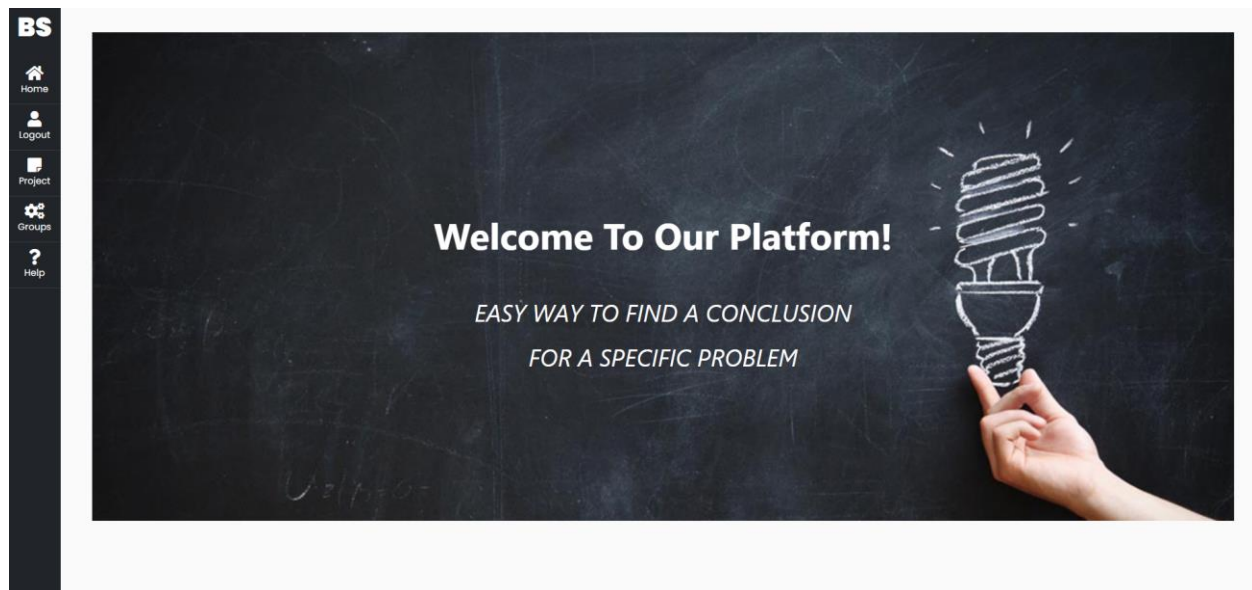 BS
Home
Logout
Project
Groups
Help
Welcome To Our Platform!
EASY WAY TO FIND A CONCLUSION
FOR A SPECIFIC PROBLEM